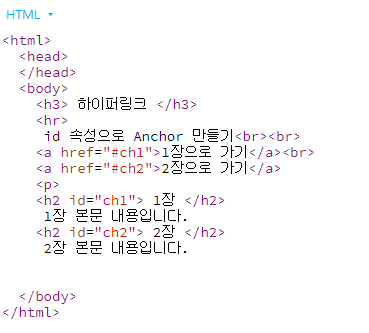 HTML
<html>
<head>
</head>
<body>
<h3> 하이퍼링크 </h3>
<hr>
id 속성으로 Anchor 만들기<br><br>
<a href="#ch1">1장으로 가기</a><br>
<a href="#ch2">2장으로 가기</a>
<p>
<h2 id="ch1"> 1장 </h2>
1장 본문 내용입니다.
<h2 id="ch2"> 2장 </h2>
2장 본문 내용입니다.
</body>
</html>